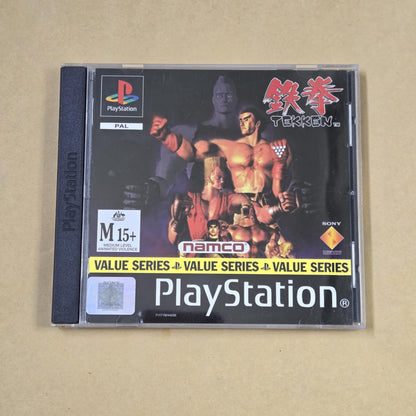 PlayStation
PlayStation
PAL
鉄拳
TEKKEN™
M 15+
MEDIUM LEVEL
ANIMATED VIOLENCE
SONY
namco
VALUE SERIES VALUE SERIES VALUE SERIES
PlayStation®